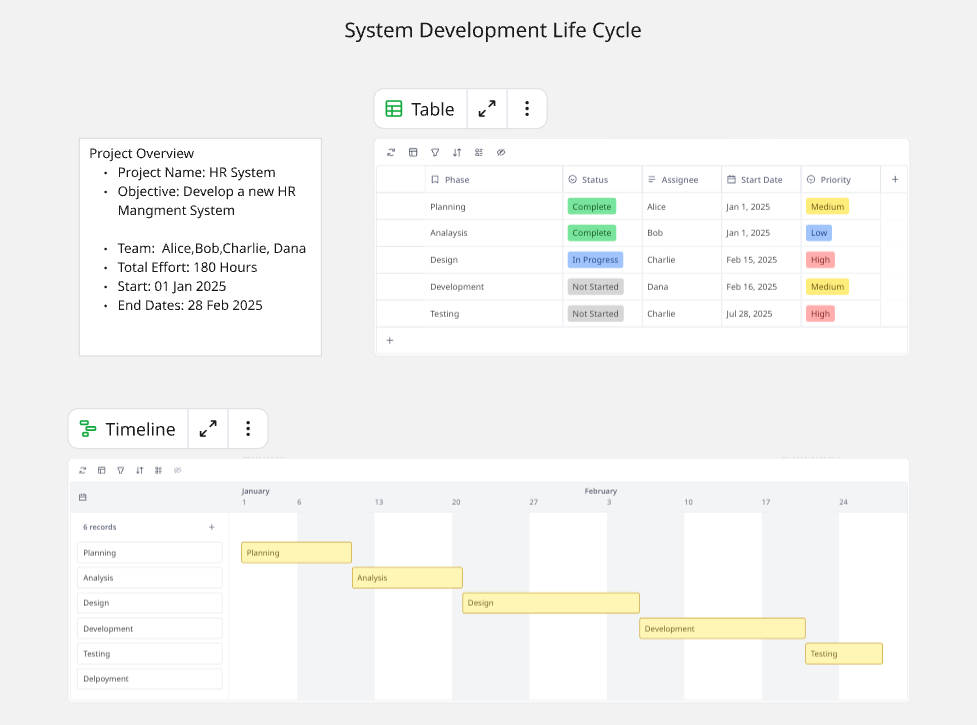 System Development Life Cycle
Table
Project Overview
• Project Name: HR System
• Objective: Develop a new HR
Mangment System
• Team: Alice,Bob,Charlie, Dana
• Total Effort: 180 Hours
• Start: 01 Jan 2025
• End Dates: 28 Feb 2025
Phase Status Assignee Start Date Priority +
Planning Complete Alice Jan 1, 2025 Medium
Analaysis Complete Bob Jan 1, 2025 Low
Design In Progress Charlie Feb 15, 2025 High
Development Not Started Dana Feb 16, 2025 Medium
Testing Not Started Charlie Jul 28, 2025 High
+
Timeline
January February
1 6 13 20 27 3 10 17 24
6 records +
Planning Planning
Analysis Analysis
Design Design
Development Development
Testing Testing
Delpoyment